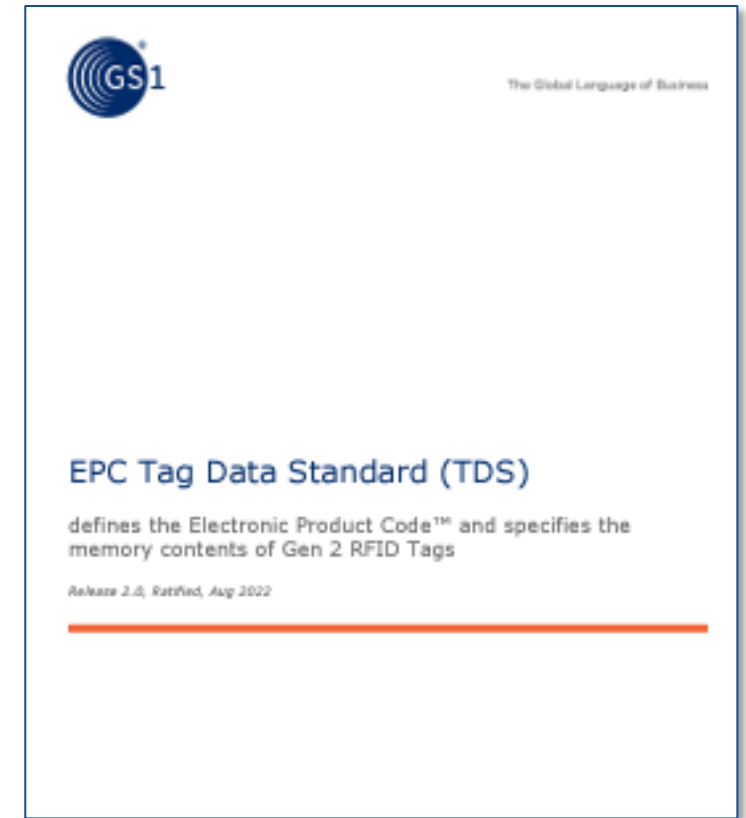 GS1
The Global Language of Business
EPC Tag Data Standard (TDS)
defines the Electronic Product Code™ and specifies the
memory contents of Gen 2 RFID Tags
Release 2.0, Ratified, Aug 2022